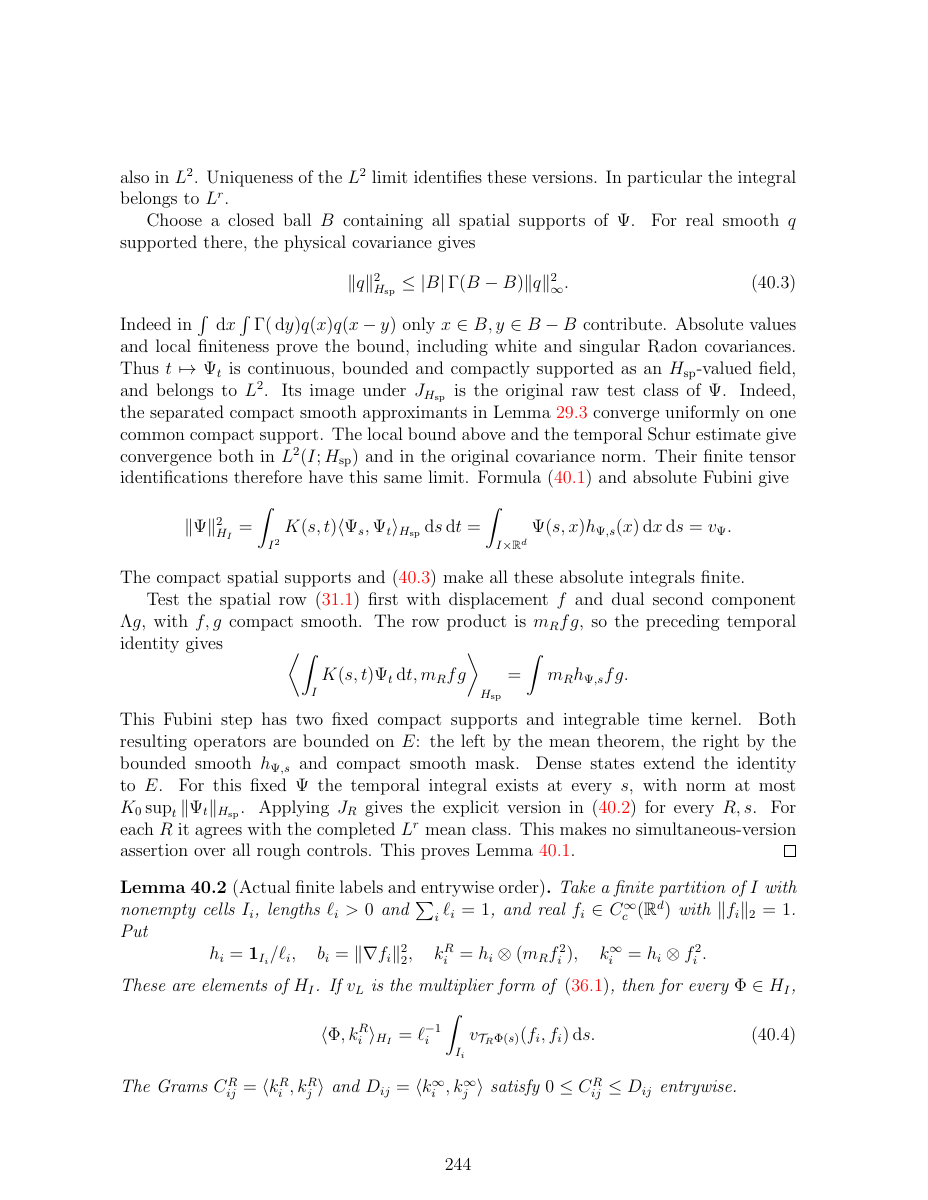 also in L². Uniqueness of the L² limit identifies these versions. In particular the integral
belongs to Lʳ.
Choose a closed ball B containing all spatial supports of Ψ. For real smooth q
supported there, the physical covariance gives
‖q‖²_{H_sp} ≤ |B| Γ(B − B)‖q‖²_∞. (40.3)
Indeed in ∫ dx ∫ Γ( dy)q(x)q(x − y) only x ∈ B, y ∈ B − B contribute. Absolute values
and local finiteness prove the bound, including white and singular Radon covariances.
Thus t ↦ Ψ_t is continuous, bounded and compactly supported as an H_sp-valued field,
and belongs to L². Its image under J_{H_sp} is the original raw test class of Ψ. Indeed,
the separated compact smooth approximants in Lemma 29.3 converge uniformly on one
common compact support. The local bound above and the temporal Schur estimate give
convergence both in L²(I; H_sp) and in the original covariance norm. Their finite tensor
identifications therefore have this same limit. Formula (40.1) and absolute Fubini give
‖Ψ‖²_{H_I} = ∫_{I²} K(s, t)⟨Ψ_s, Ψ_t⟩_{H_sp} ds dt = ∫_{I×ℝ^d} Ψ(s, x)h_{Ψ,s}(x) dx ds = v_Ψ.
The compact spatial supports and (40.3) make all these absolute integrals finite.
Test the spatial row (31.1) first with displacement f and dual second component
Λg, with f, g compact smooth. The row product is m_R fg, so the preceding temporal
identity gives
⟨∫_I K(s, t)Ψ_t dt, m_R fg⟩_{H_sp} = ∫ m_R h_{Ψ,s} fg.
This Fubini step has two fixed compact supports and integrable time kernel. Both
resulting operators are bounded on E: the left by the mean theorem, the right by the
bounded smooth h_{Ψ,s} and compact smooth mask. Dense states extend the identity
to E. For this fixed Ψ the temporal integral exists at every s, with norm at most
K₀ sup_t ‖Ψ_t‖_{H_sp}. Applying J_R gives the explicit version in (40.2) for every R, s. For
each R it agrees with the completed Lʳ mean class. This makes no simultaneous-version
assertion over all rough controls. This proves Lemma 40.1. □
Lemma 40.2 (Actual finite labels and entrywise order). Take a finite partition of I with
nonempty cells I_i, lengths ℓ_i > 0 and ∑_i ℓ_i = 1, and real f_i ∈ C_c^∞(ℝ^d) with ‖f_i‖₂ = 1.
Put
h_i = 1_{I_i}/ℓ_i, b_i = ‖∇f_i‖²₂, k_i^R = h_i ⊗ (m_R f_i²), k_i^∞ = h_i ⊗ f_i².
These are elements of H_I. If v_L is the multiplier form of (36.1), then for every Φ ∈ H_I,
⟨Φ, k_i^R⟩_{H_I} = ℓ_i^{−1} ∫_{I_i} v_{𝒯_RΦ(s)}(f_i, f_i) ds. (40.4)
The Grams C_{ij}^R = ⟨k_i^R, k_j^R⟩ and D_{ij} = ⟨k_i^∞, k_j^∞⟩ satisfy 0 ≤ C_{ij}^R ≤ D_{ij} entrywise.
244